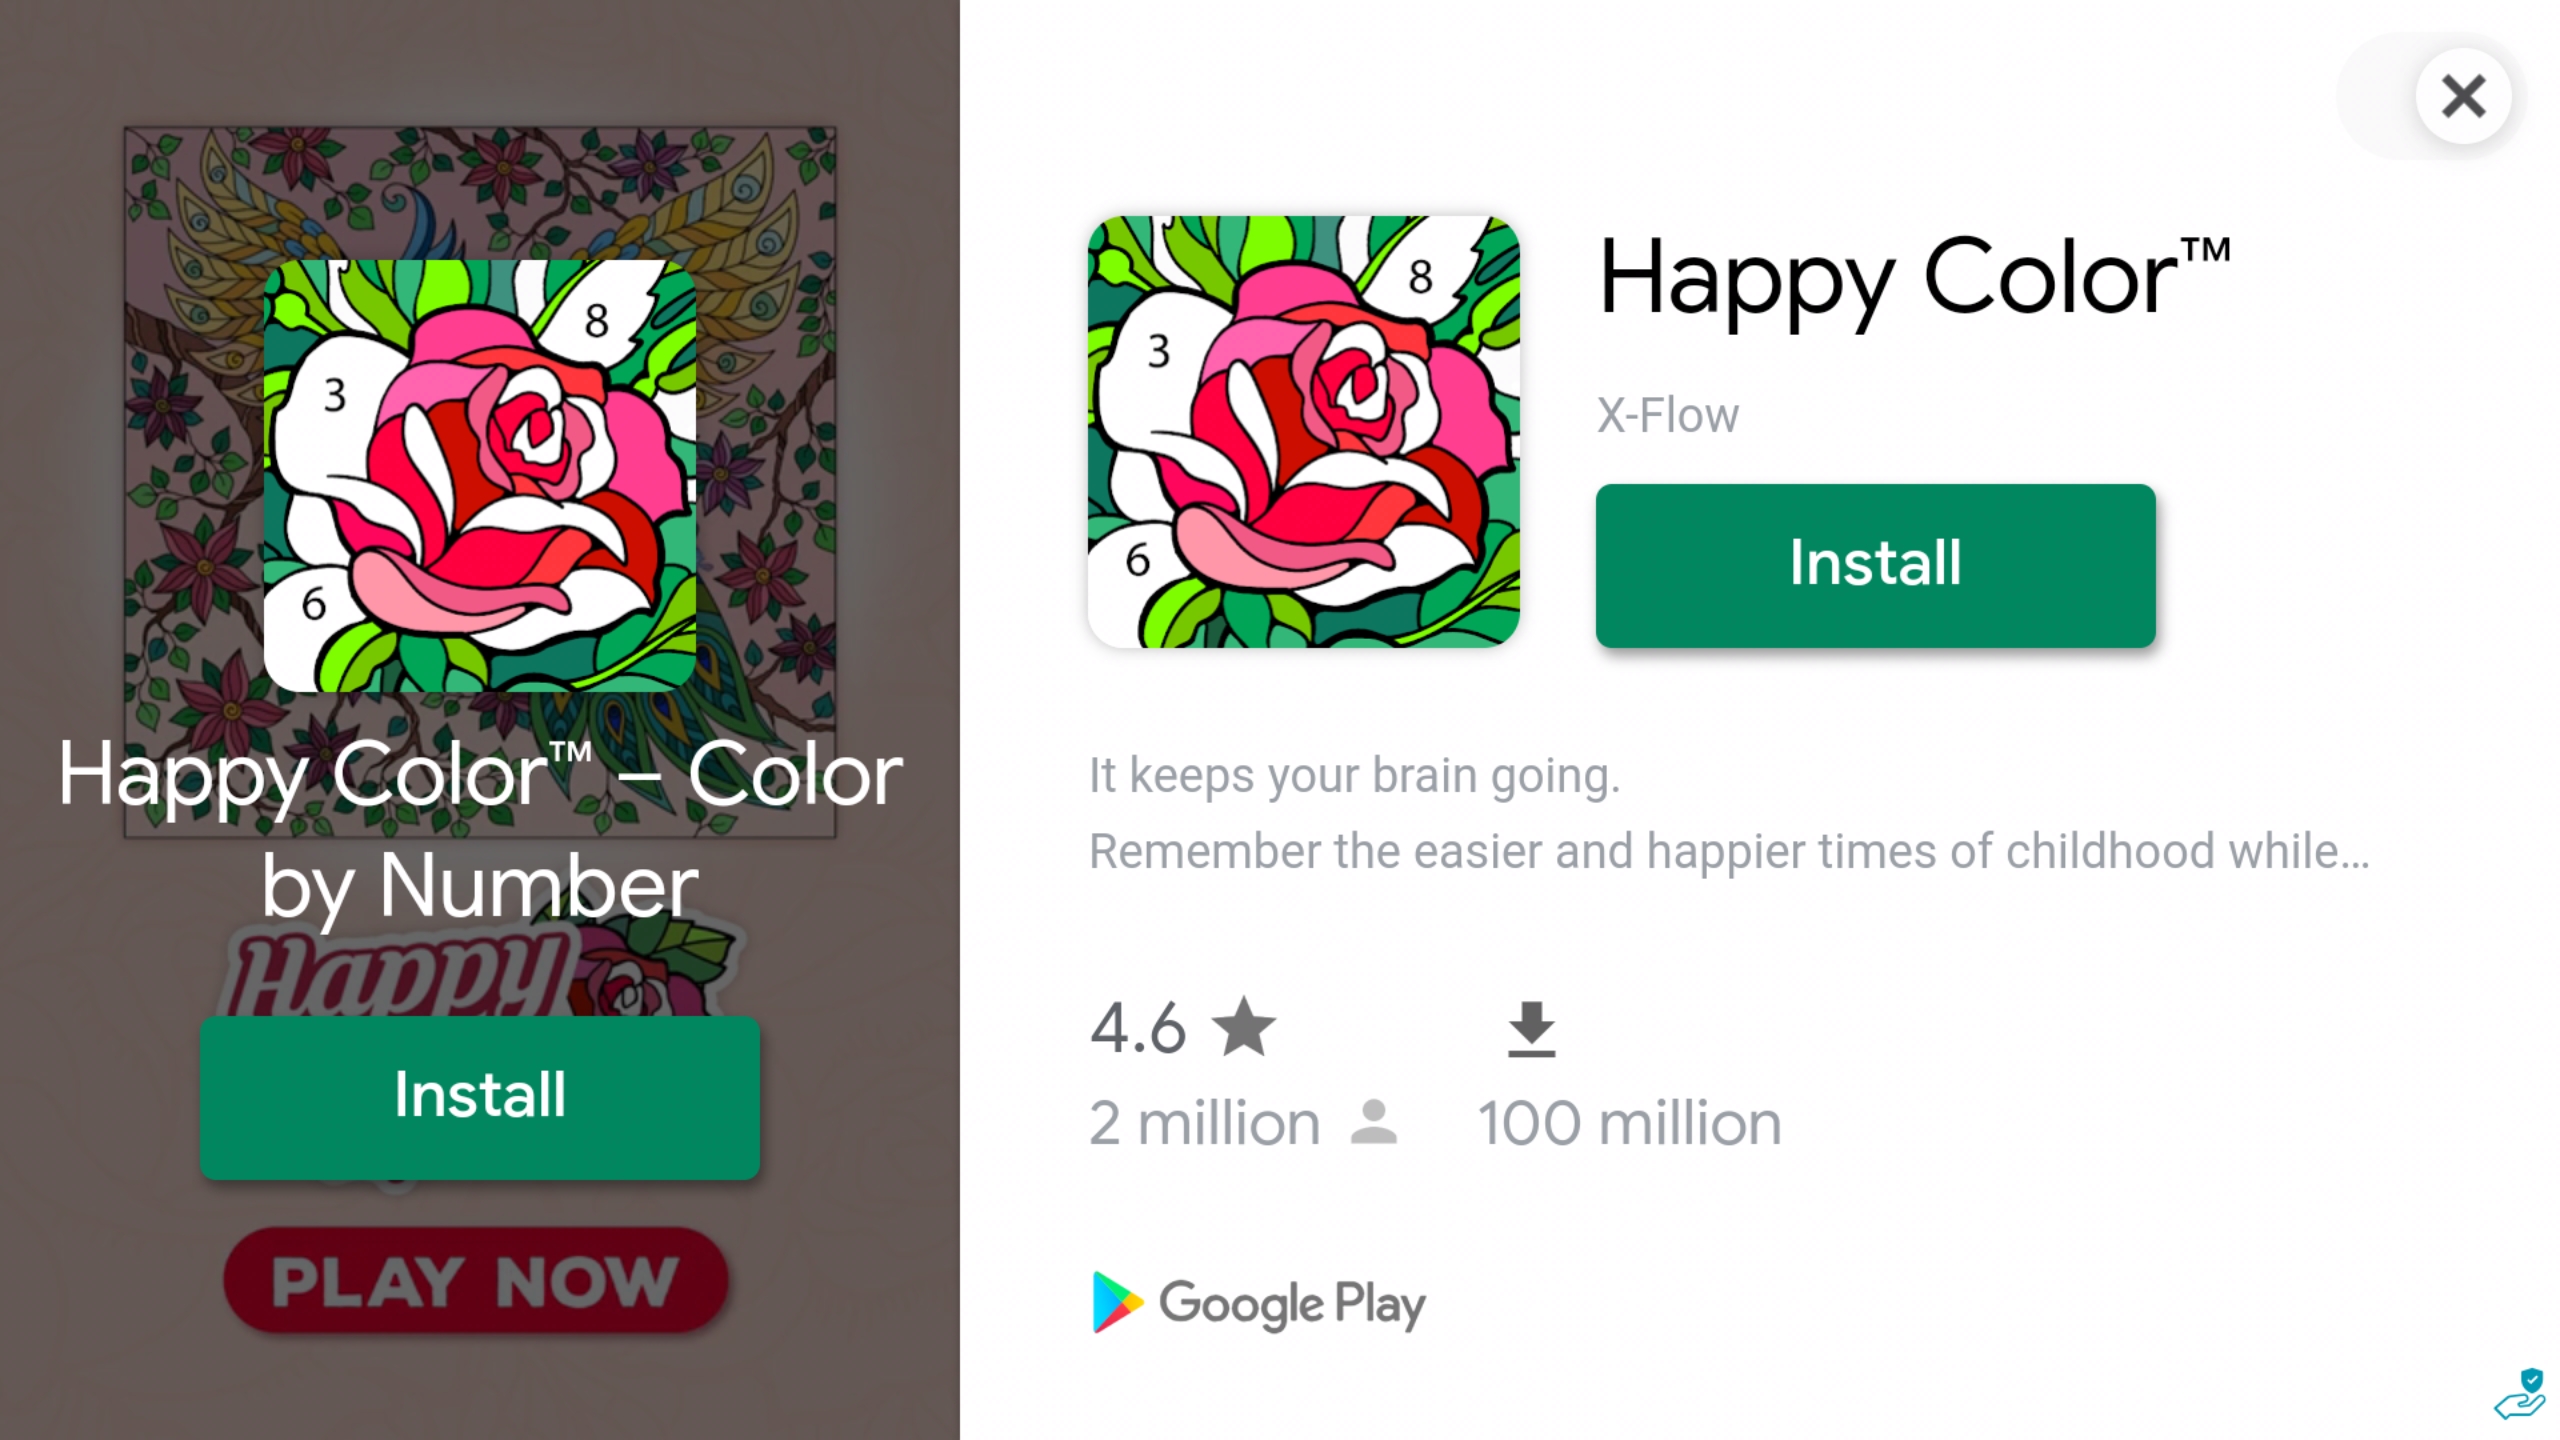 8
3
6
Happy Color™ – Color
by Number
Happy
Install
PLAY NOW
8
3
6
Happy Color™
X-Flow
Install
It keeps your brain going.
Remember the easier and happier times of childhood while...
4.6
2 million
100 million
Google Play